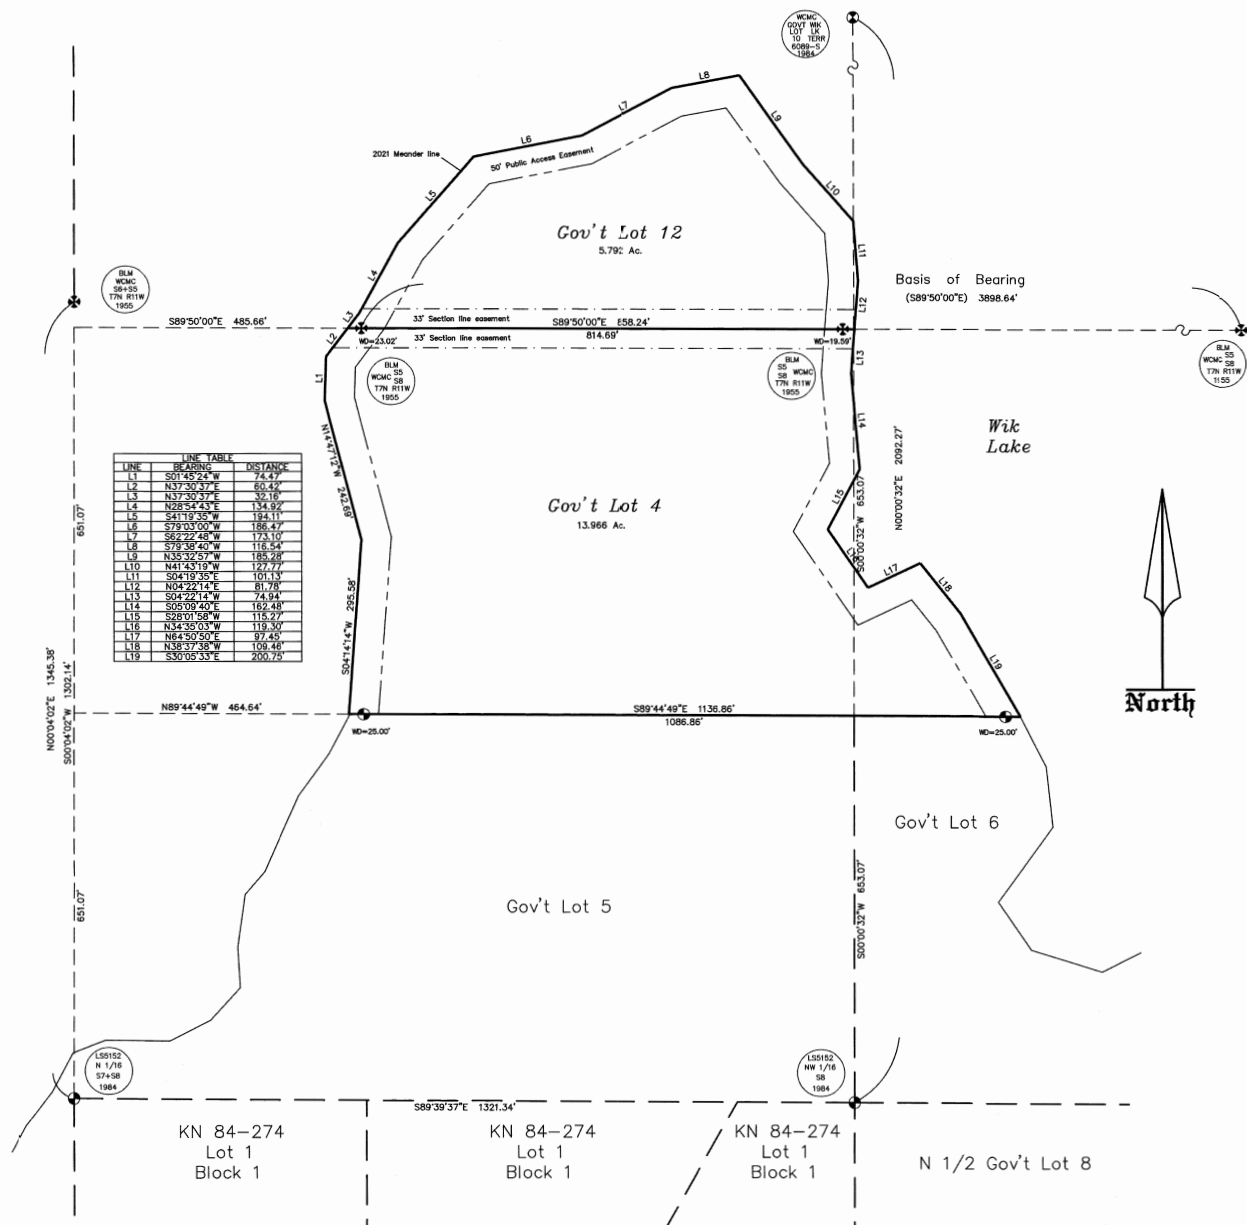 WCMC
GOVT WIK
LOT LK
10 TERR
6089-S
1984
L8
L7
L9
L6
2021 Meander line
50' Public Access Easement
L5
L10
Gov't Lot 12
5.792 Ac.
L11
L4
BLM
WCMC
S6+S5
T7N R11W
1955
Basis of Bearing
(S89°50'00"E) 3898.64'
L12
L3
S89°50'00"E 485.66'
33' Section line easement
S89°50'00"E 858.24'
33' Section line easement
814.69'
WD=23.02'
WD=19.59'
L2
L13
BLM
WCMC S5
S8
T7N R11W
1955
BLM
S5
S8 WCMC
T7N R11W
1955
BLM
WCMC S5
S8
T7N R11W
1155
L1
L14
N14°47'12"W 242.69'
Wik
Lake
N00°00'32"E 2092.27'
LINE TABLE
LINE BEARING DISTANCE
L1 S01°45'24"W 74.47'
L2 N37°30'37"E 60.42'
L3 N37°30'37"E 32.16'
L4 N28°54'43"E 134.92'
L5 S41°19'35"W 194.11'
L6 S79°03'00"W 186.47'
L7 S62°22'48"W 173.10'
L8 S79°38'40"W 116.54'
L9 N35°32'57"W 185.28'
L10 N41°43'19"W 127.77'
L11 S04°19'35"E 101.13'
L12 N04°22'14"E 81.78'
L13 S04°22'14"W 74.94'
L14 S05°09'40"E 162.48'
L15 S28°01'58"W 115.27'
L16 N34°35'03"W 119.30'
L17 N64°50'50"E 97.45'
L18 N38°37'38"W 109.46'
L19 S30°05'33"E 200.75'
651.07'
Gov't Lot 4
13.966 Ac.
L15
S00°00'32"W 653.07'
L17
L18
S04°14'14"W 295.58'
L19
N00°04'02"E 1345.38'
S00°04'02"W 1302.14'
North
N89°44'49"W 464.64'
S89°44'49"E 1136.86'
1086.86'
WD=25.00'
WD=25.00'
Gov't Lot 6
651.07'
S00°00'32"W 653.07'
Gov't Lot 5
LS5152
N 1/16
S7+S8
1984
LS5152
NW 1/16
S8
1984
S89°39'37"E 1321.34'
KN 84-274
Lot 1
Block 1
KN 84-274
Lot 1
Block 1
KN 84-274
Lot 1
Block 1
N 1/2 Gov't Lot 8